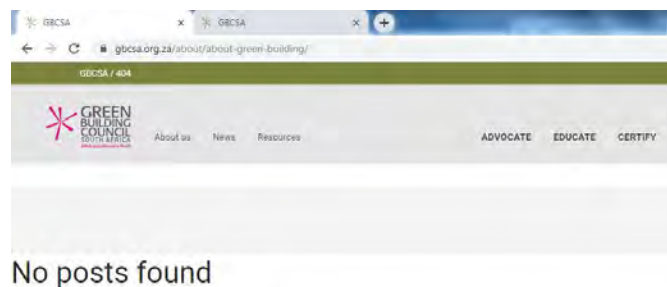 GBCSA
GBCSA
gbcsa.org.za/about/about-green-building/
GBCSA / 404
GREEN
BUILDING
COUNCIL
SOUTH AFRICA
About us News Resources
ADVOCATE EDUCATE CERTIFY
No posts found